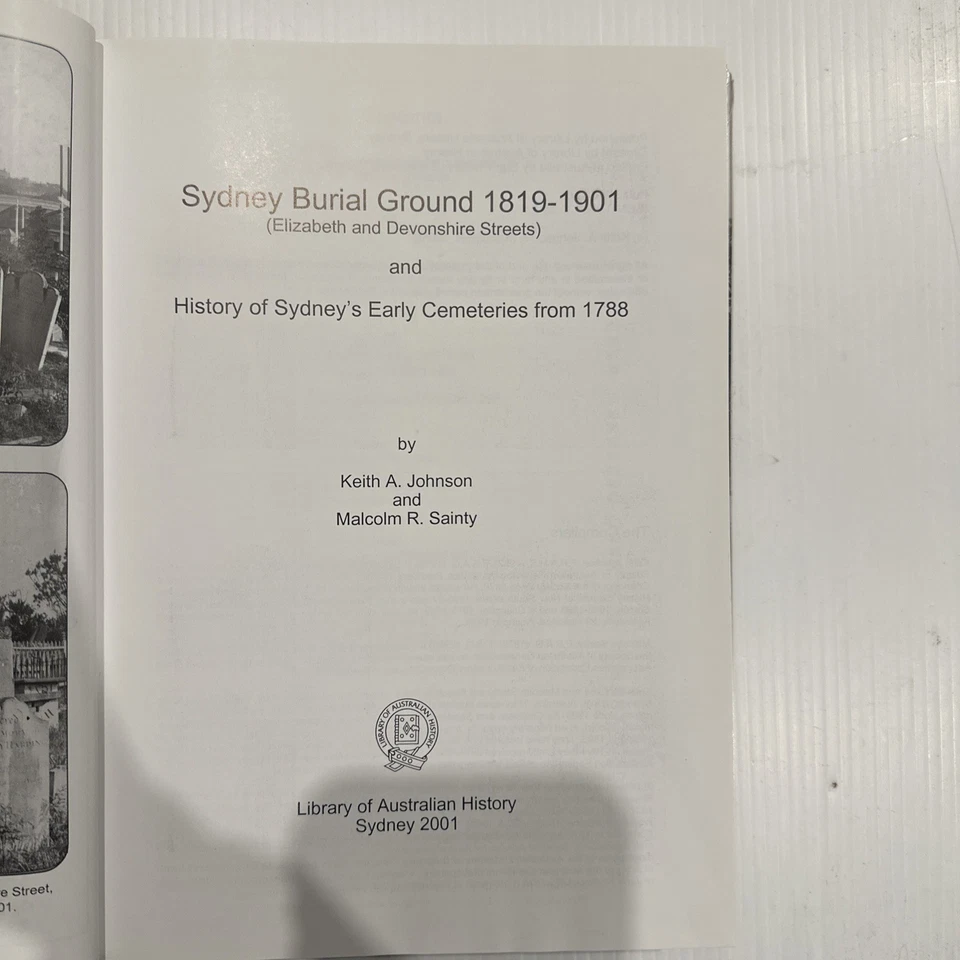 Sydney Burial Ground 1819-1901
(Elizabeth and Devonshire Streets)
and
History of Sydney's Early Cemeteries from 1788
by
Keith A. Johnson
and
Malcolm R. Sainty
LIBRARY OF AUSTRALIAN HISTORY
Library of Australian History
Sydney 2001
e Street,
01.